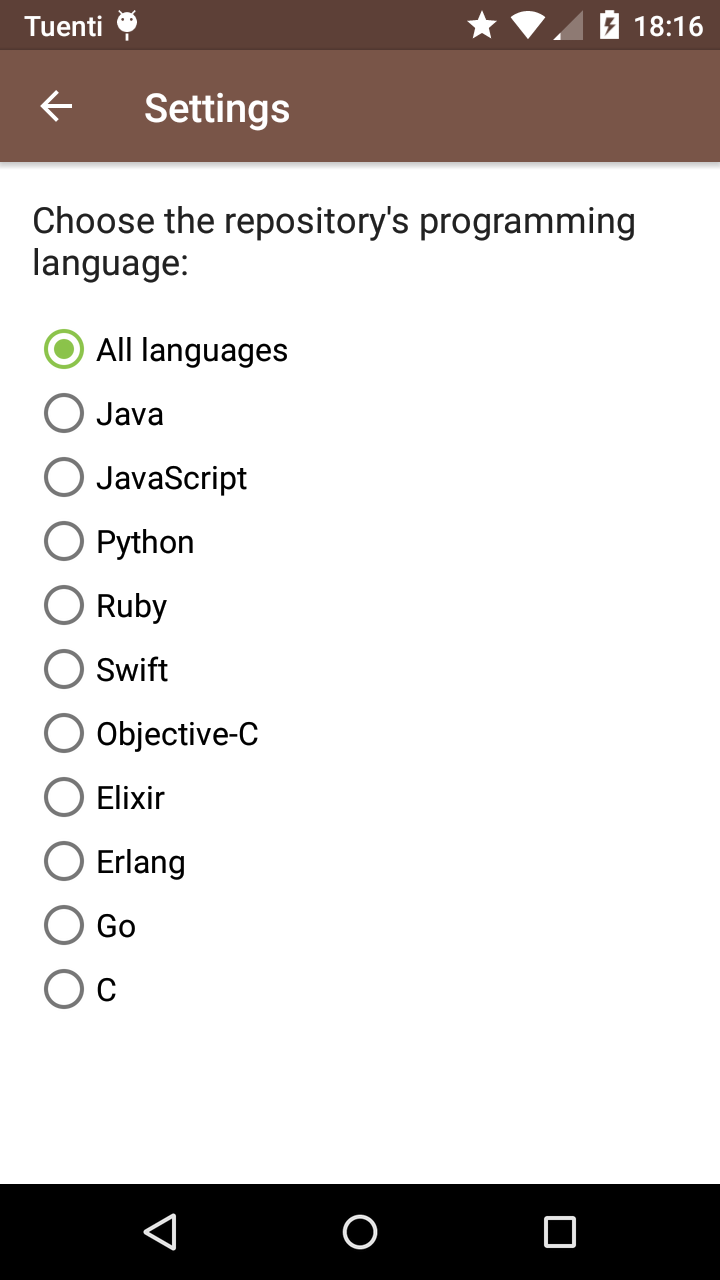 Tuenti 18:16
Settings
Choose the repository's programming
language:
All languages
Java
JavaScript
Python
Ruby
Swift
Objective-C
Elixir
Erlang
Go
C